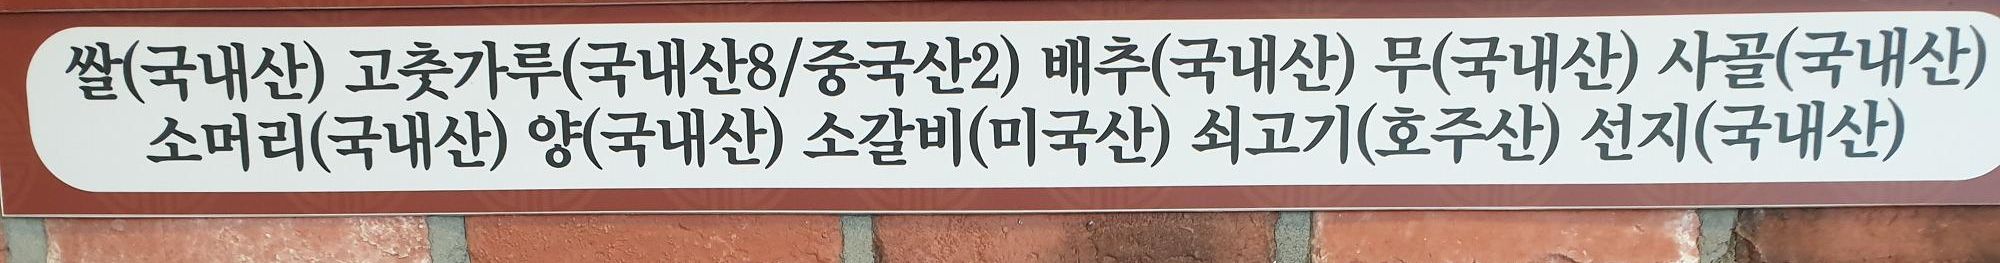 쌀(국내산) 고춧가루(국내산8/중국산2) 배추(국내산) 무(국내산) 사골(국내산)
소머리(국내산) 양(국내산) 소갈비(미국산) 쇠고기(호주산) 선지(국내산)